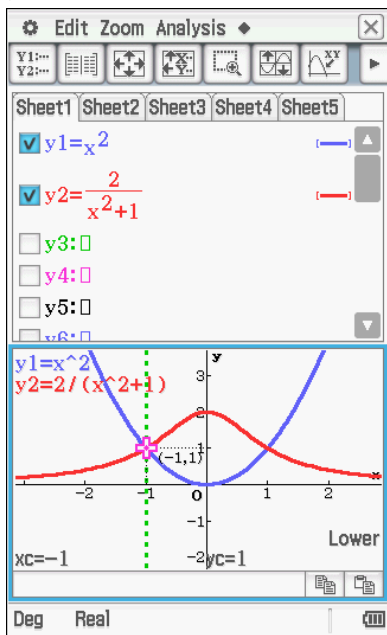 Edit Zoom Analysis ◆
Y1:… Y2:…
Sheet1 Sheet2 Sheet3 Sheet4 Sheet5
y1=x²
y2=2/(x²+1)
y3:□
y4:□
y5:□
y6:□
y1=x^2
y2=2/(x^2+1)
y
3
2
1
(-1,1)
x
-2 -1 O 1 2
-1
Lower
-2
xc=-1 yc=1
Deg Real